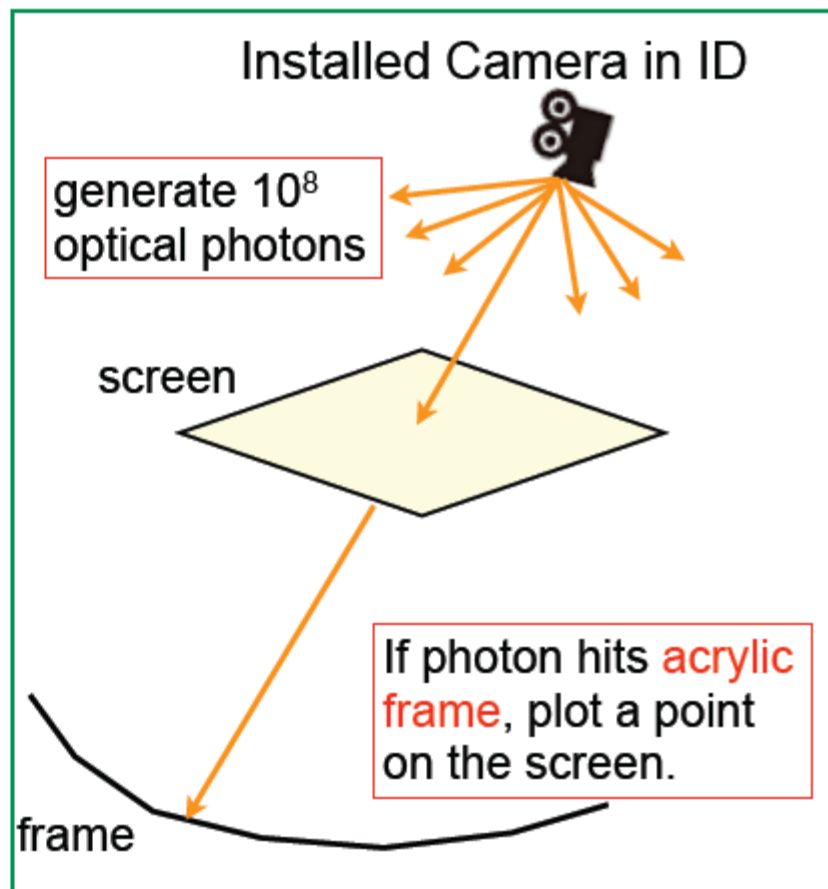 Installed Camera in ID
generate 10⁸
optical photons
screen
If photon hits acrylic
frame, plot a point
on the screen.
frame